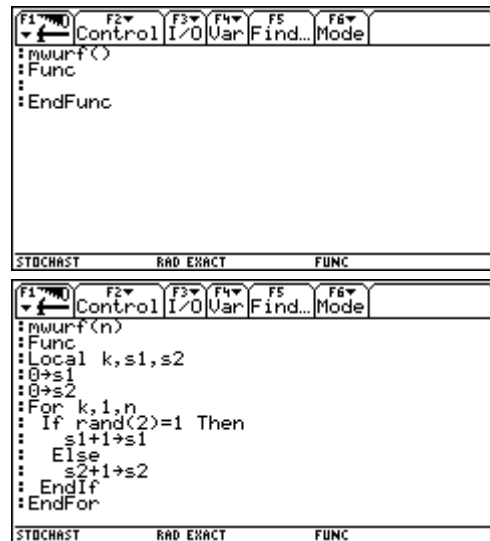 F1 F2 Control F3 I/O F4 Var F5 Find... F6 Mode
:mwurf()
:Func
:
:EndFunc
STOCHAST RAD EXACT FUNC
F1 F2 Control F3 I/O F4 Var F5 Find... F6 Mode
:mwurf(n)
:Func
:Local k,s1,s2
:0→s1
:0→s2
:For k,1,n
: If rand(2)=1 Then
: s1+1→s1
: Else
: s2+1→s2
: EndIf
:EndFor
STOCHAST RAD EXACT FUNC